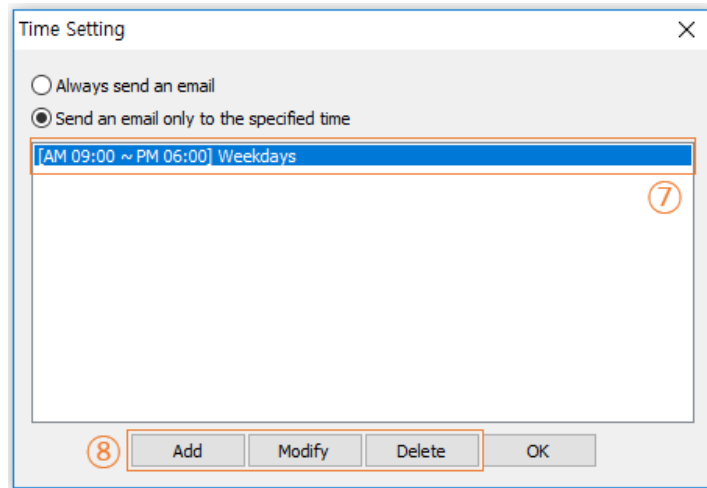 Time Setting
Always send an email
Send an email only to the specified time
[AM 09:00 ~ PM 06:00] Weekdays
⑦
⑧ Add Modify Delete OK